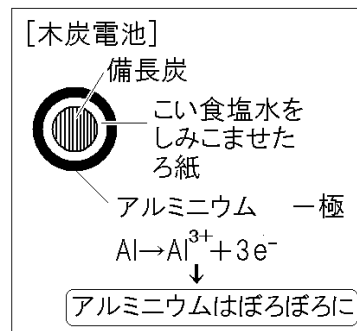 [木炭電池]
備長炭
こい食塩水を
しみこませた
ろ紙
アルミニウム －極
Al→Al³⁺+3e⁻
↓
アルミニウムはぼろぼろに